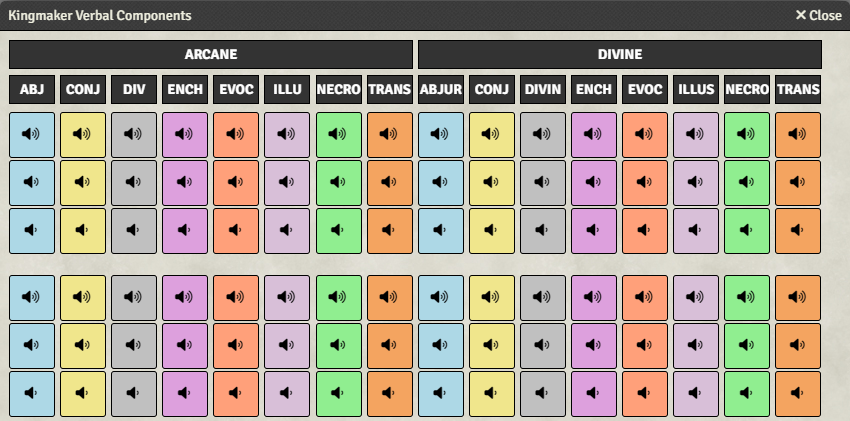 Kingmaker Verbal Components
✕ Close
ARCANE DIVINE
ABJ CONJ DIV ENCH EVOC ILLU NECRO TRANS ABJUR CONJ DIVIN ENCH EVOC ILLUS NECRO TRANS